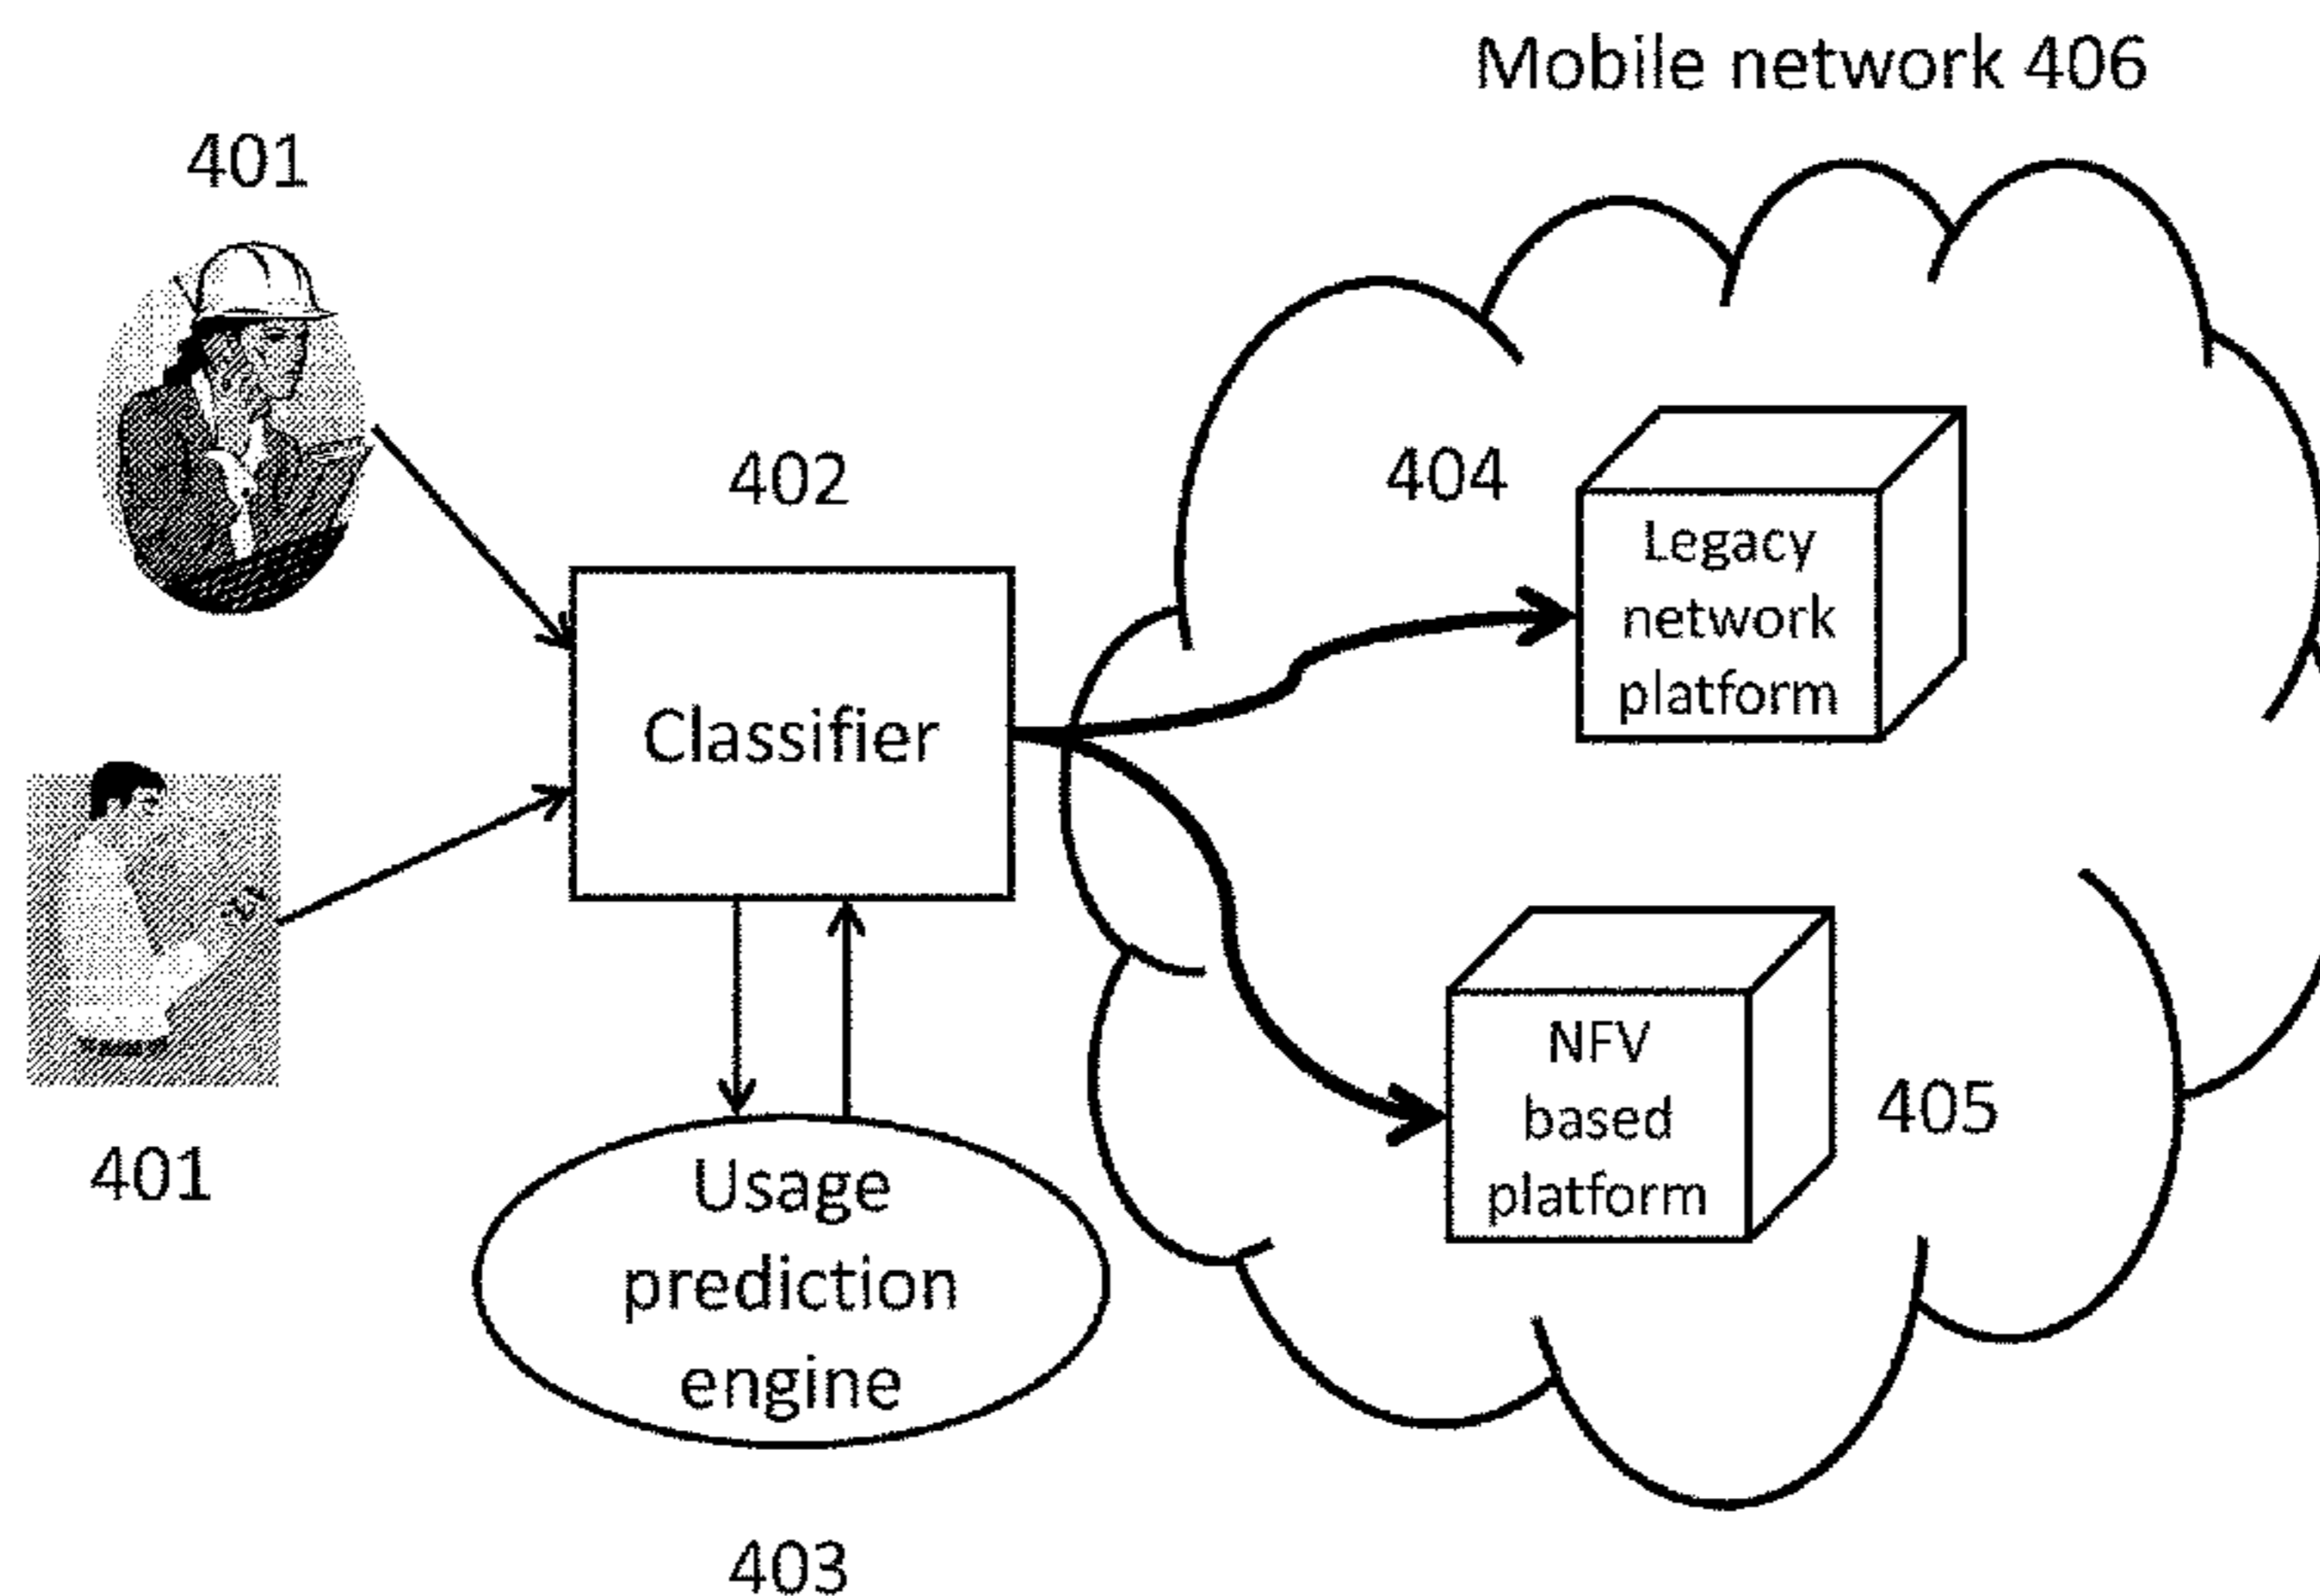 Mobile network 406
401
402
404
Legacy
network
platform
Classifier
NFV
based
platform
405
401
Usage
prediction
engine
403